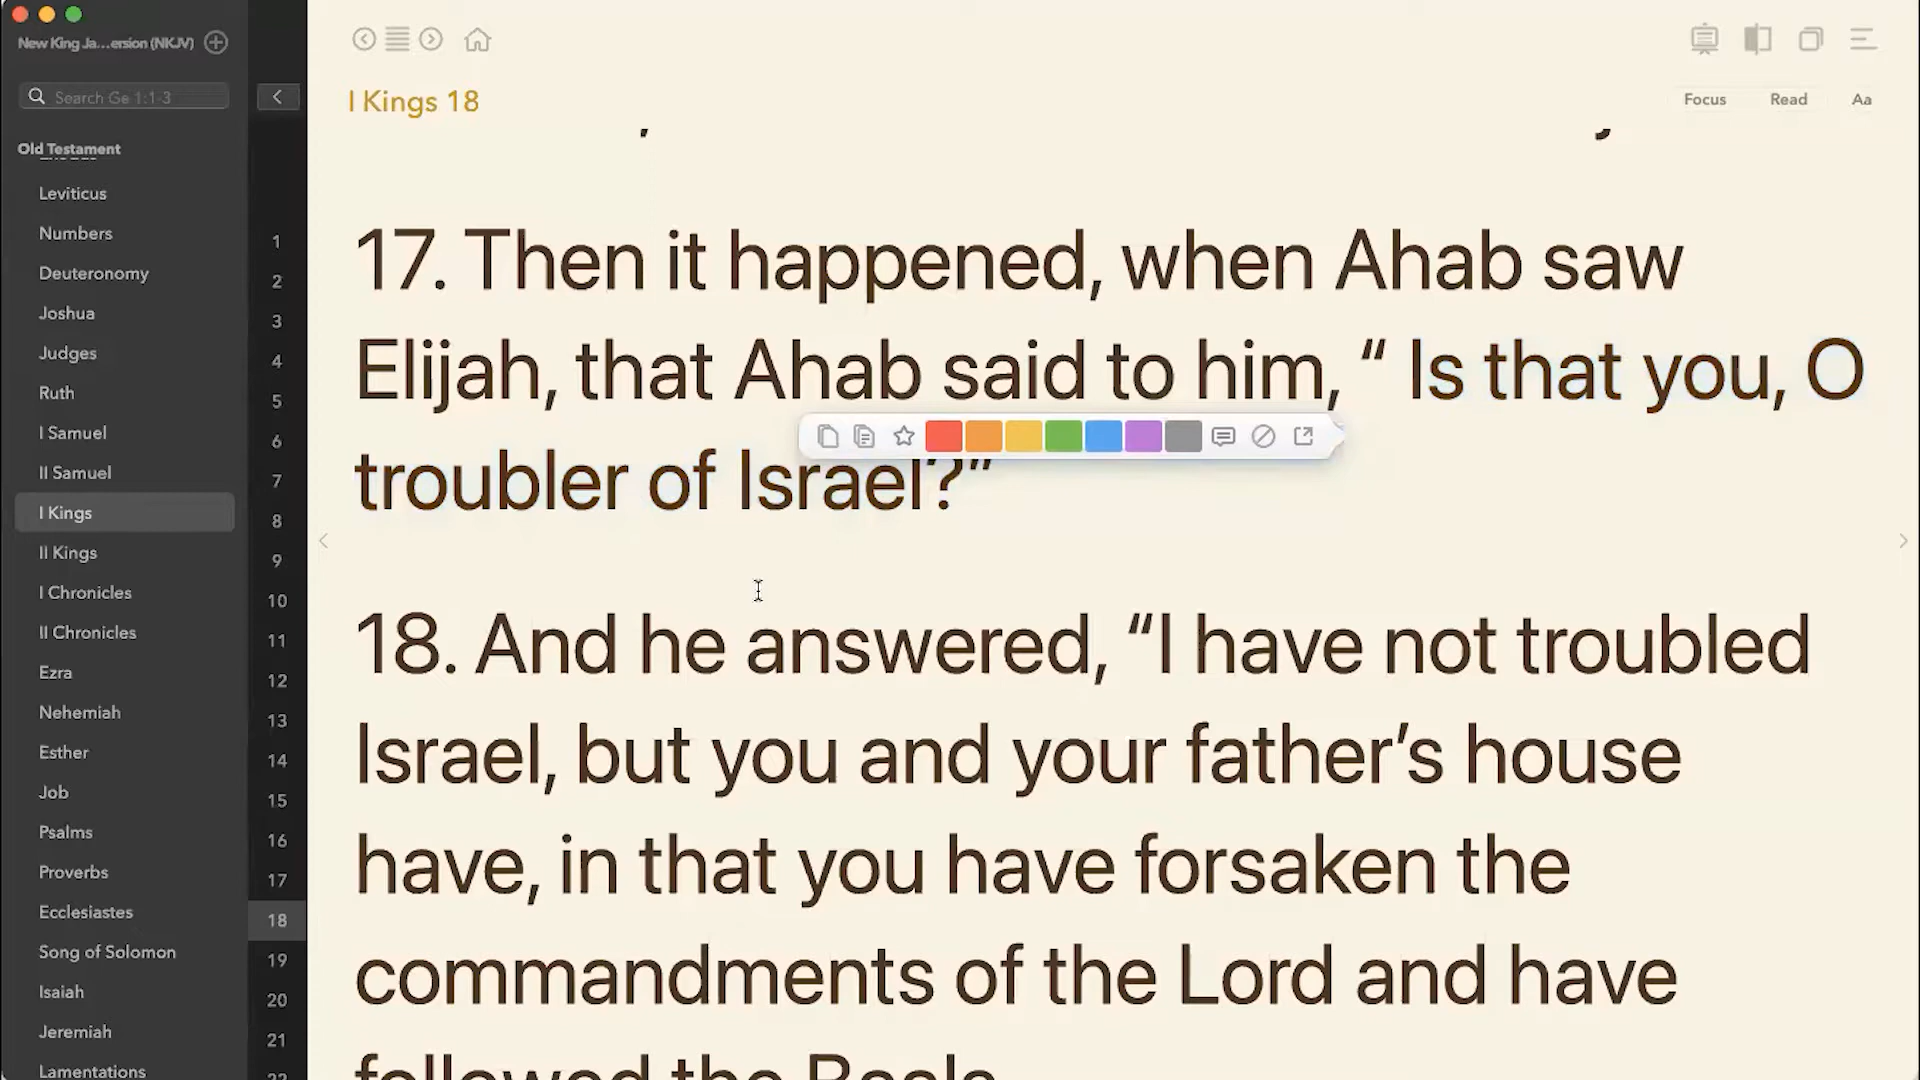 New King Ja...ersion (NKJV)
Search Ge 1:1-3
Old Testament
Leviticus
Numbers
Deuteronomy
Joshua
Judges
Ruth
I Samuel
II Samuel
I Kings
II Kings
I Chronicles
II Chronicles
Ezra
Nehemiah
Esther
Job
Psalms
Proverbs
Ecclesiastes
Song of Solomon
Isaiah
Jeremiah
Lamentations
1
2
3
4
5
6
7
8
9
10
11
12
13
14
15
16
17
18
19
20
21
I Kings 18
Focus
Read
Aa
17. Then it happened, when Ahab saw
Elijah, that Ahab said to him, “ Is that you, O
troubler of Israel?”
18. And he answered, “I have not troubled
Israel, but you and your father’s house
have, in that you have forsaken the
commandments of the Lord and have
followed the Baals